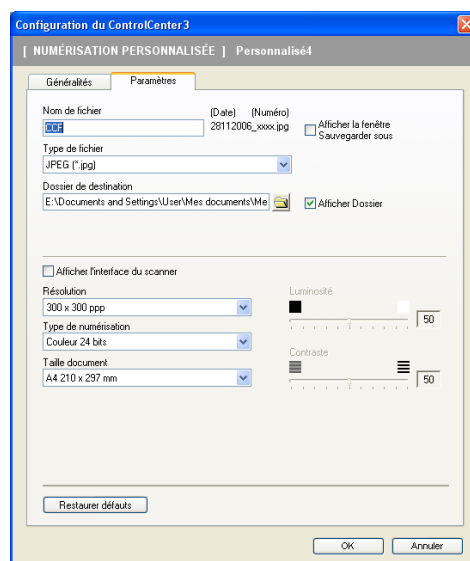 Configuration du ControlCenter3
[ NUMÉRISATION PERSONNALISÉE ] Personnalisé4
Généralités Paramètres
Nom de fichier (Date) (Numéro)
CCF 28112006_xxxx.jpg Afficher la fenêtre
Sauvegarder sous
Type de fichier
JPEG (*.jpg)
Dossier de destination
E:\Documents and Settings\User\Mes documents\Me Afficher Dossier
Afficher l'interface du scanner
Résolution Luminosité
300 x 300 ppp 50
Type de numérisation
Couleur 24 bits
Taille document Contraste
A4 210 x 297 mm 50
Restaurer défauts
OK Annuler